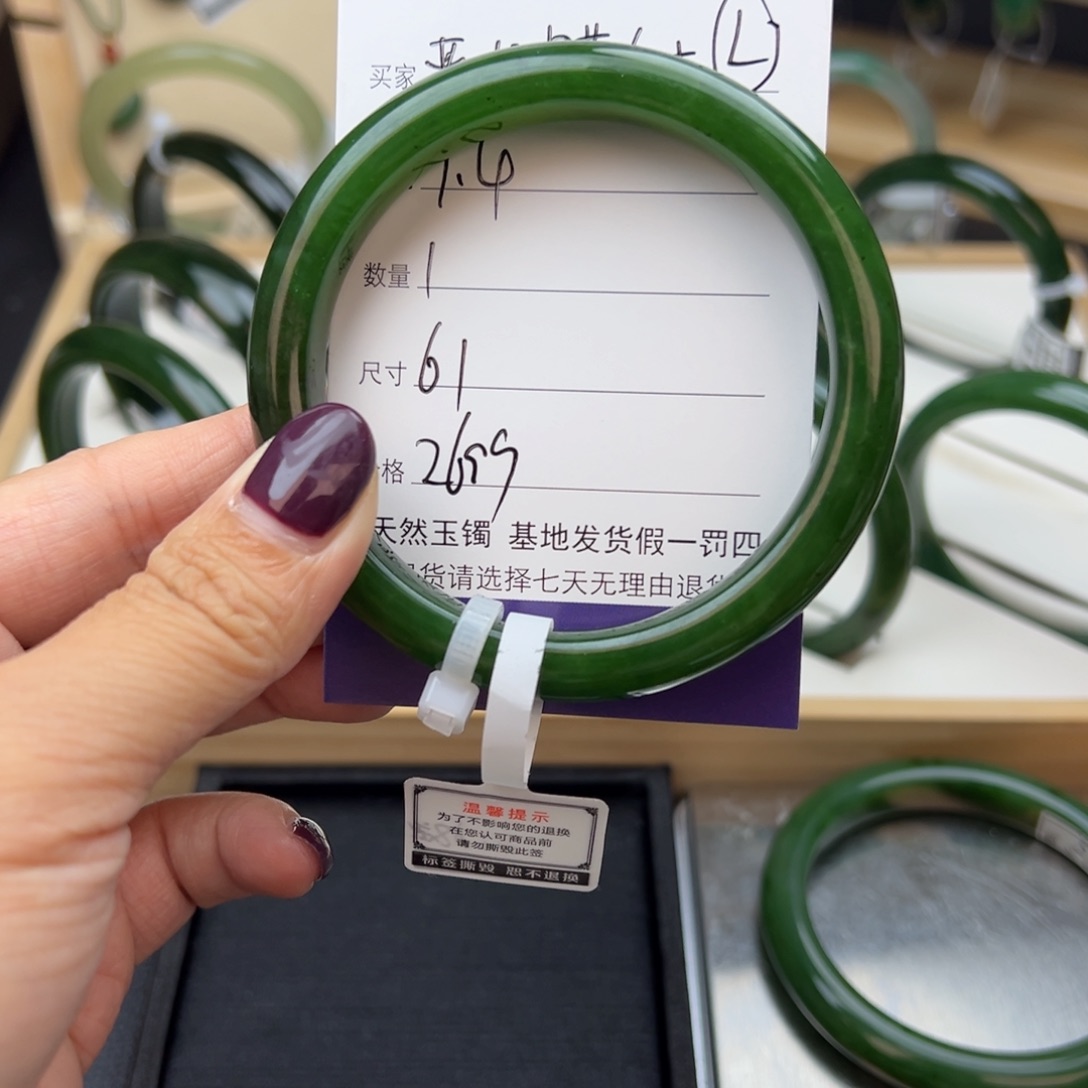 买家 (L)
7.4
数量 1
尺寸 61
格 2699
天然玉镯 基地发货假一罚四
货请选择七天无理由退货
温馨提示
为了不影响您的退换
在您认可商品前
请勿撕毁此签
标签撕毁 恕不退换